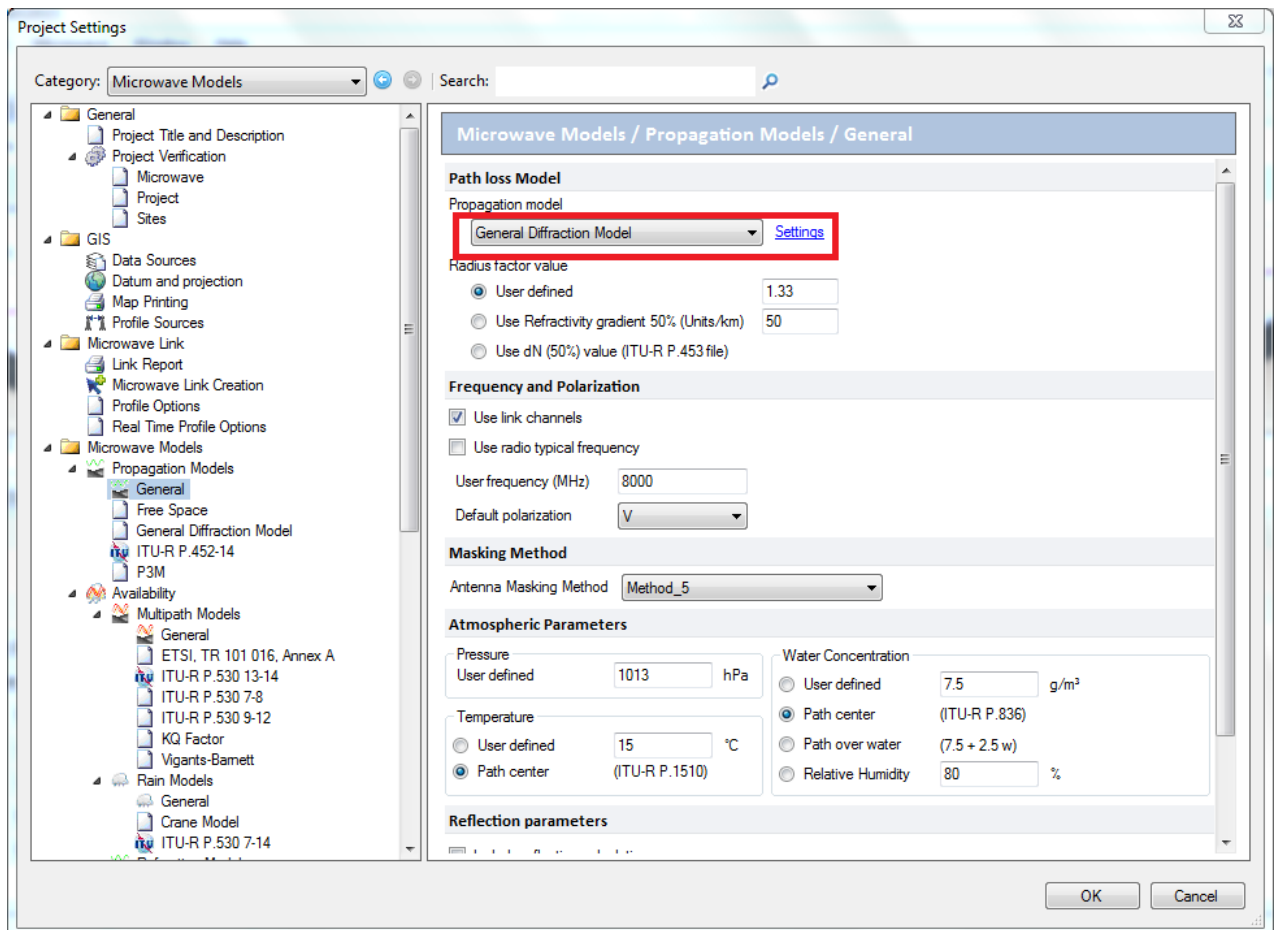 Project Settings
Category: Microwave Models Search:
General
Project Title and Description
Project Verification
Microwave
Project
Sites
GIS
Data Sources
Datum and projection
Map Printing
Profile Sources
Microwave Link
Link Report
Microwave Link Creation
Profile Options
Real Time Profile Options
Microwave Models
Propagation Models
General
Free Space
General Diffraction Model
ITU-R P.452-14
P3M
Availability
Multipath Models
General
ETSI, TR 101 016, Annex A
ITU-R P.530 13-14
ITU-R P.530 7-8
ITU-R P.530 9-12
KQ Factor
Vigants-Barnett
Rain Models
General
Crane Model
ITU-R P.530 7-14
Microwave Models / Propagation Models / General
Path loss Model
Propagation model
General Diffraction Model Settings
Radius factor value
User defined 1.33
Use Refractivity gradient 50% (Units/km) 50
Use dN (50%) value (ITU-R P.453 file)
Frequency and Polarization
Use link channels
Use radio typical frequency
User frequency (MHz) 8000
Default polarization V
Masking Method
Antenna Masking Method Method_5
Atmospheric Parameters
Pressure
User defined 1013 hPa
Temperature
User defined 15 °C
Path center (ITU-R P.1510)
Water Concentration
User defined 7.5 g/m³
Path center (ITU-R P.836)
Path over water (7.5 + 2.5 w)
Relative Humidity 80 %
Reflection parameters
OK Cancel